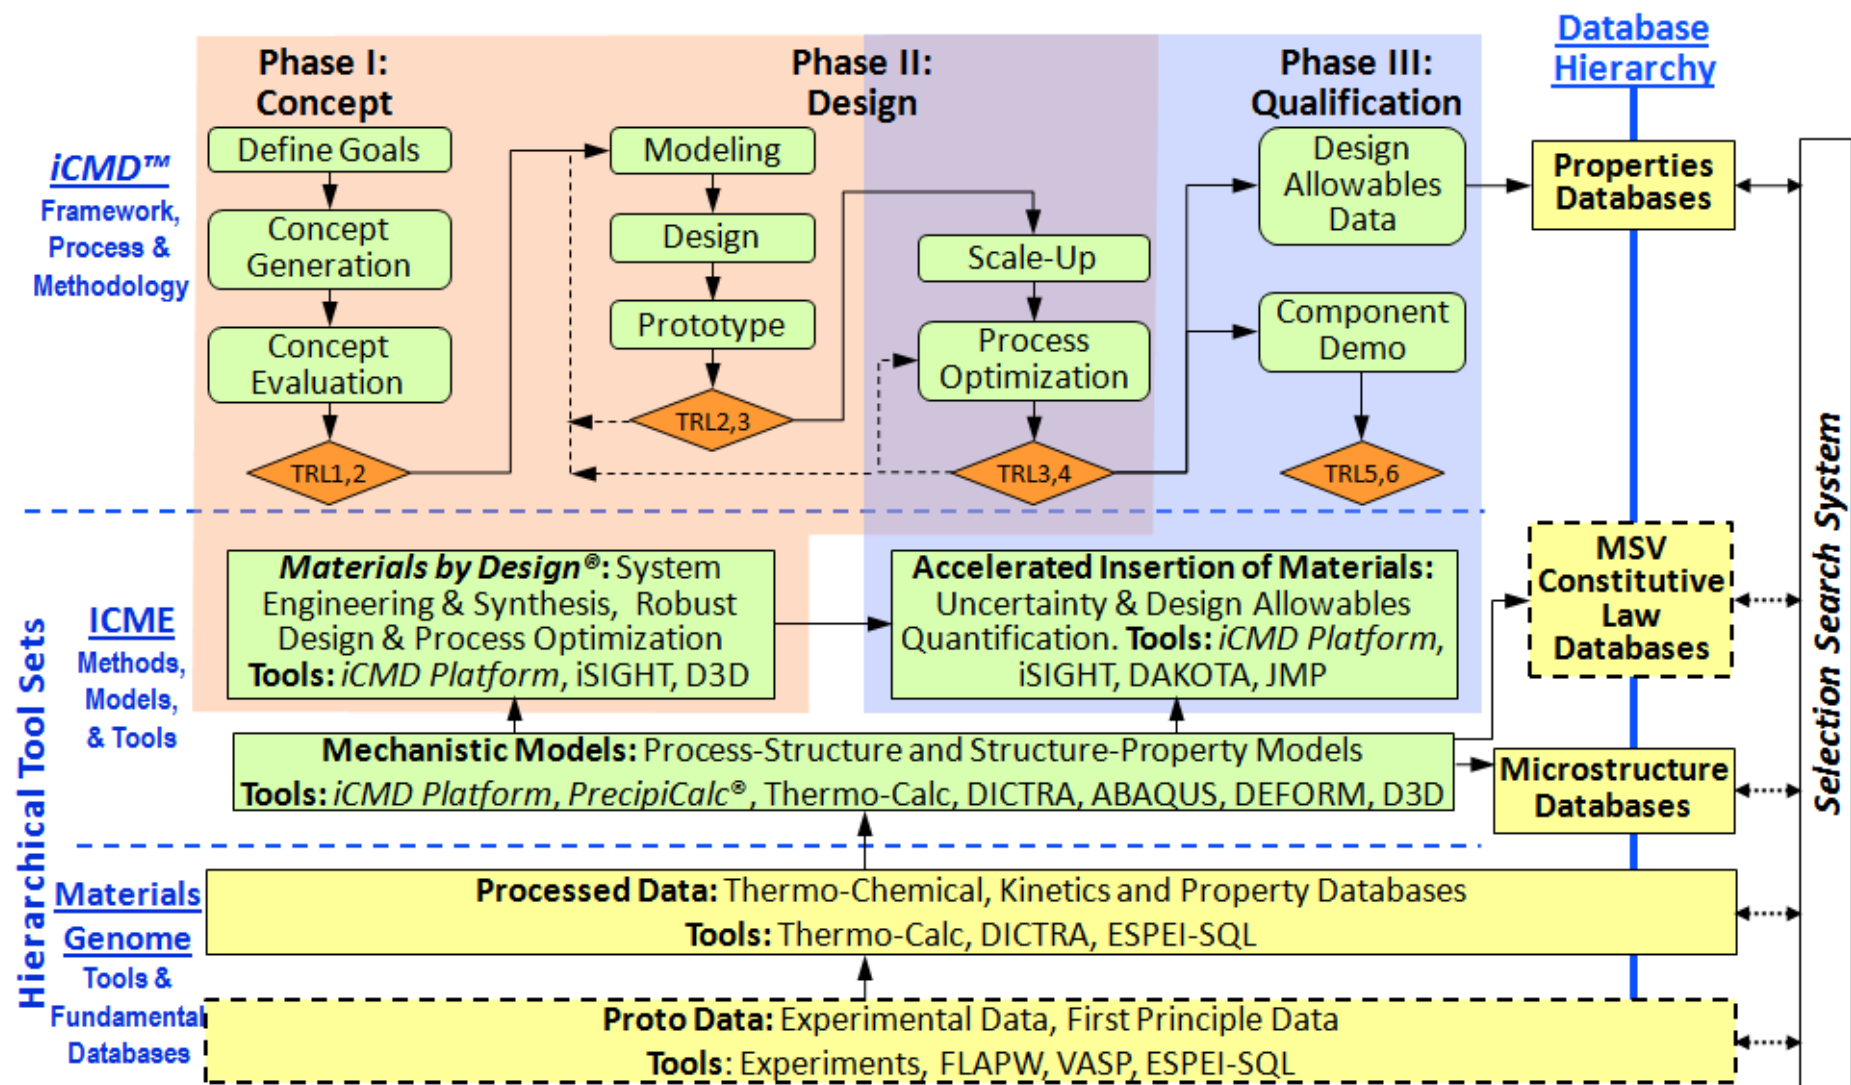 Database
Hierarchy
Phase I:
Concept
Phase II:
Design
Phase III:
Qualification
iCMD™
Framework,
Process &
Methodology
Define Goals
Concept
Generation
Concept
Evaluation
TRL1,2
Modeling
Design
Prototype
TRL2,3
Scale-Up
Process
Optimization
TRL3,4
Design
Allowables
Data
Component
Demo
TRL5,6
Properties
Databases
Hierarchical Tool Sets
ICME
Methods,
Models,
& Tools
Materials by Design®: System
Engineering & Synthesis, Robust
Design & Process Optimization
Tools: iCMD Platform, iSIGHT, D3D
Accelerated Insertion of Materials:
Uncertainty & Design Allowables
Quantification. Tools: iCMD Platform,
iSIGHT, DAKOTA, JMP
MSV
Constitutive
Law
Databases
Mechanistic Models: Process-Structure and Structure-Property Models
Tools: iCMD Platform, PrecipiCalc®, Thermo-Calc, DICTRA, ABAQUS, DEFORM, D3D
Microstructure
Databases
Selection Search System
Materials
Genome
Tools &
Fundamental
Databases
Processed Data: Thermo-Chemical, Kinetics and Property Databases
Tools: Thermo-Calc, DICTRA, ESPEI-SQL
Proto Data: Experimental Data, First Principle Data
Tools: Experiments, FLAPW, VASP, ESPEI-SQL